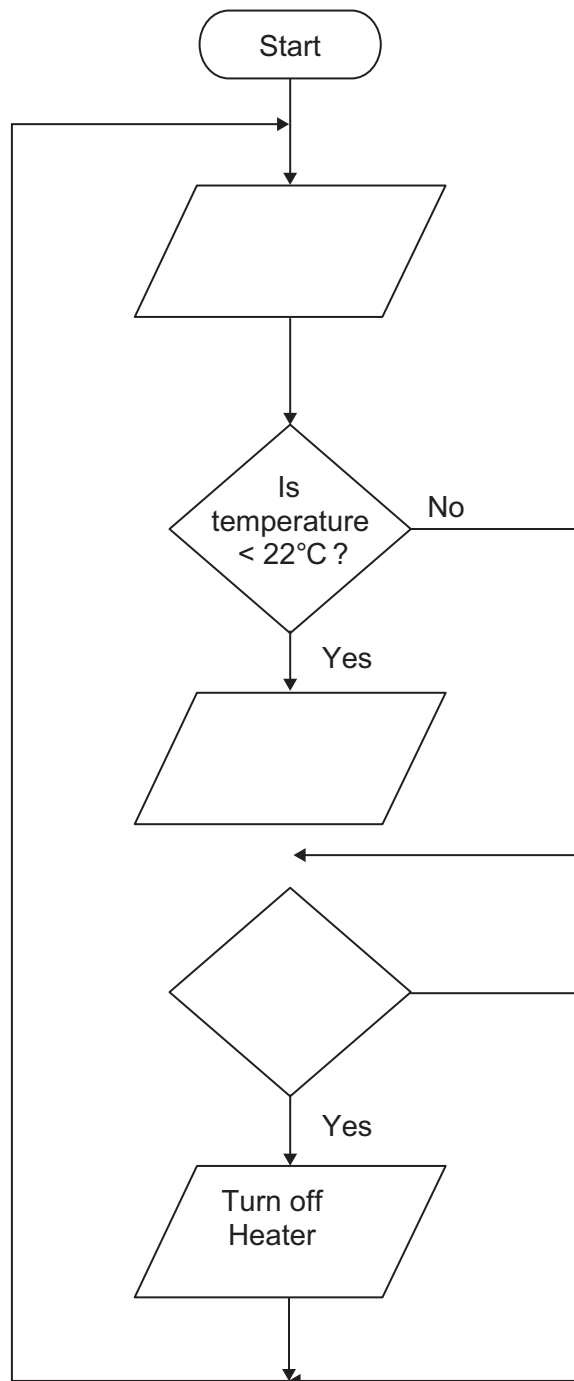 Start
Is
temperature
< 22°C ?
No
Yes
Yes
Turn off
Heater